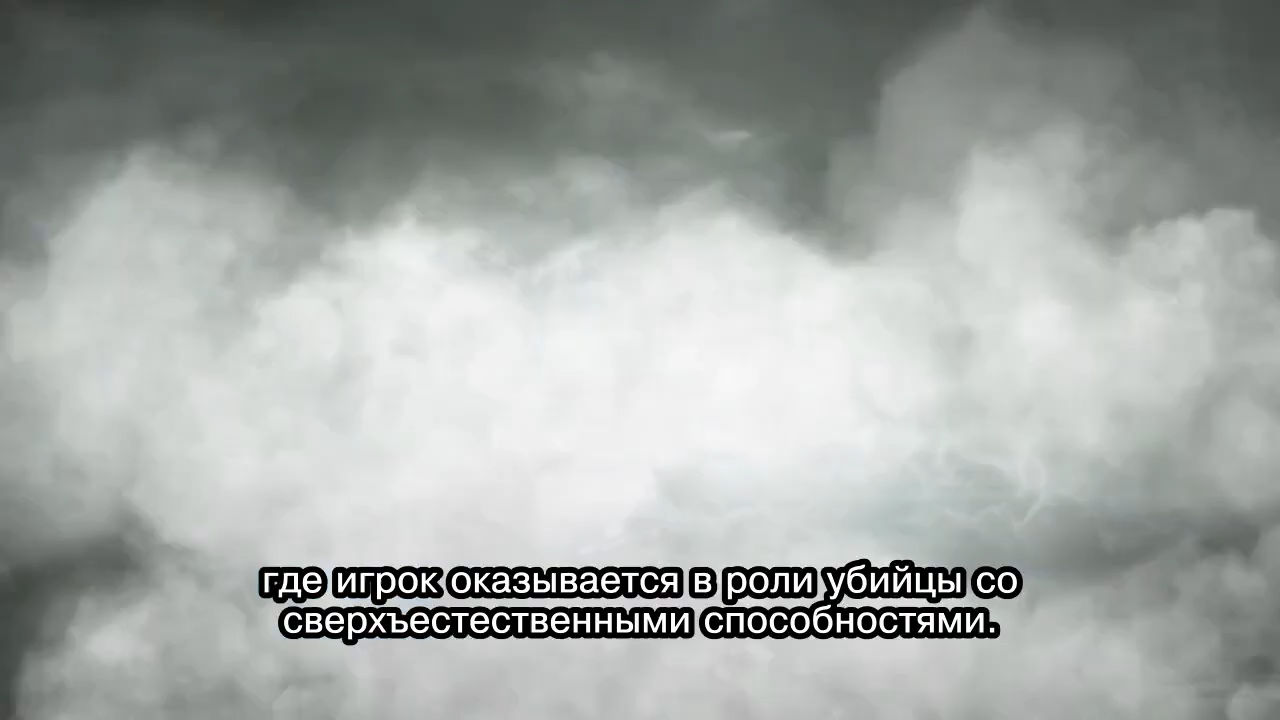 где игрок оказывается в роли убийцы со
сверхъестественными способностями.